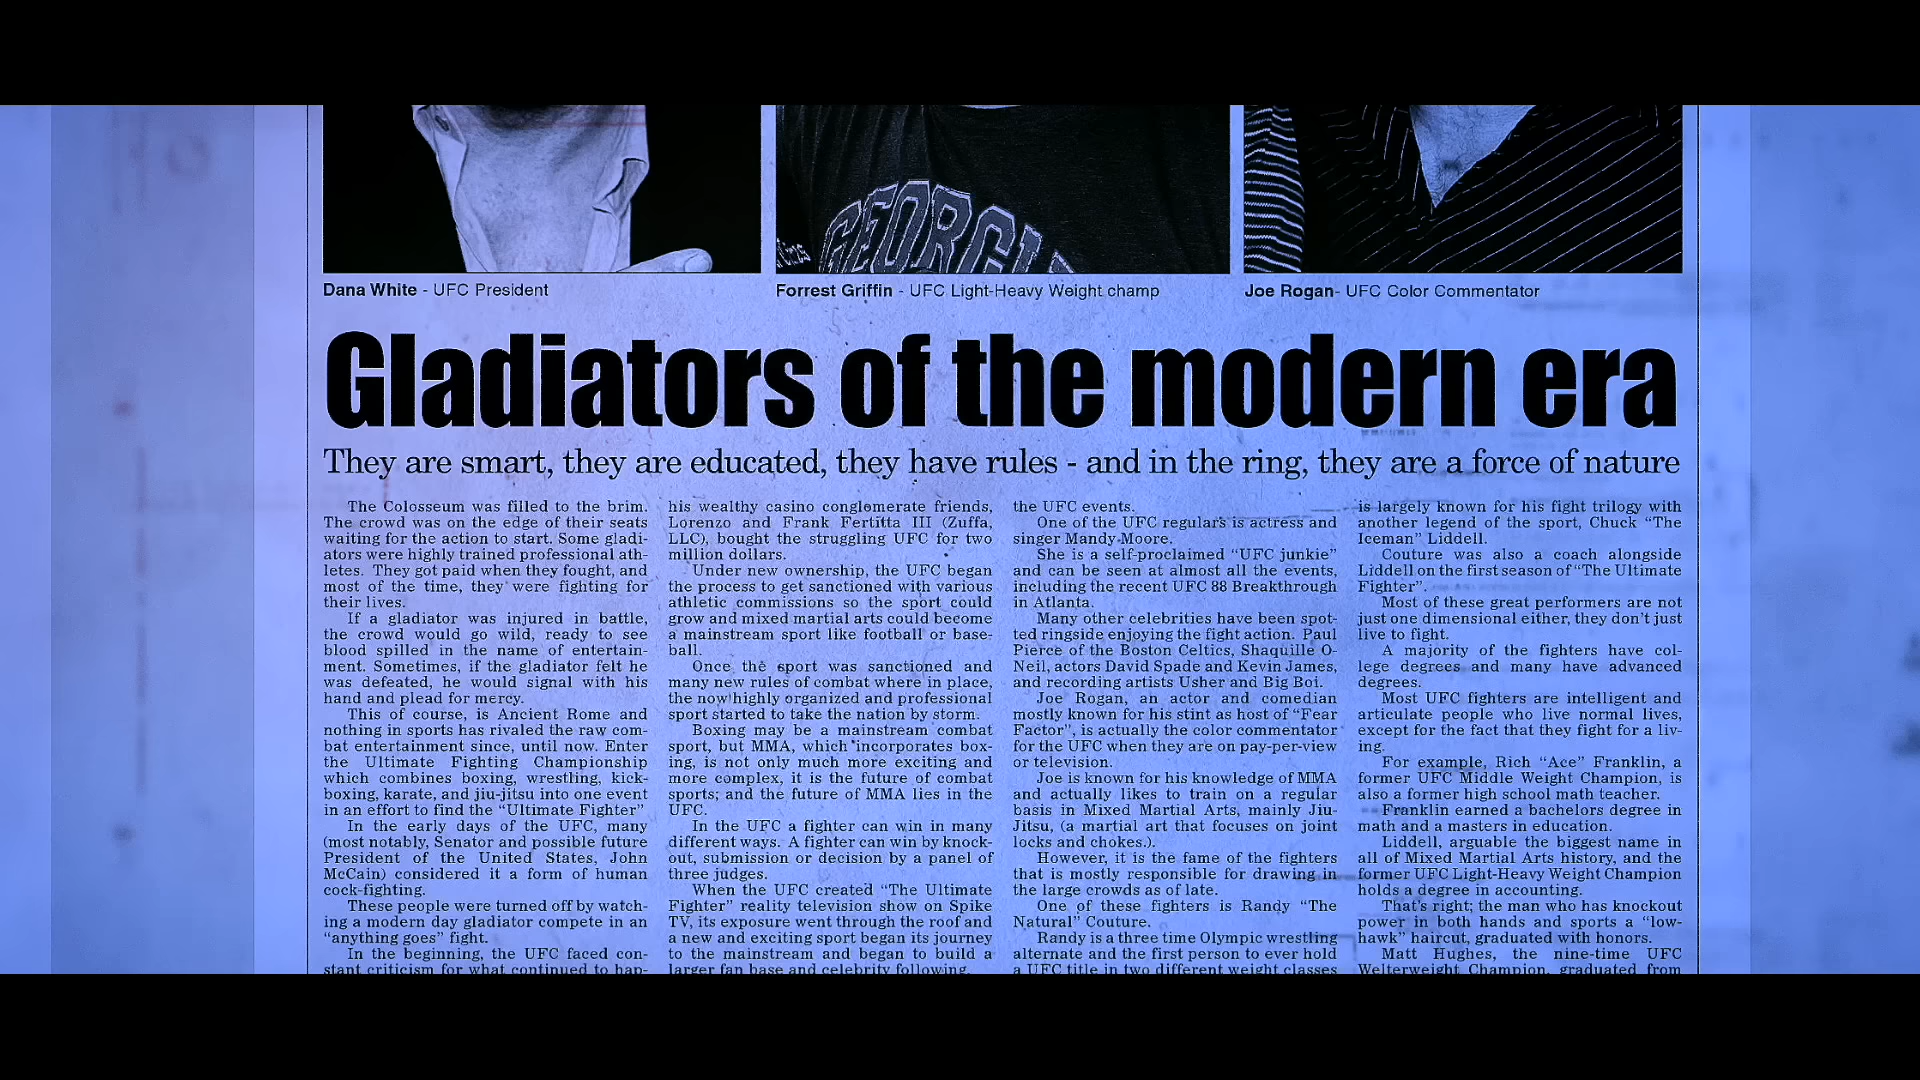 GEORGI
Dana White - UFC President
Forrest Griffin - UFC Light-Heavy Weight champ
Joe Rogan- UFC Color Commentator
Gladiators of the modern era
They are smart, they are educated, they have rules - and in the ring, they are a force of nature
The Colosseum was filled to the brim.
The crowd was on the edge of their seats
waiting for the action to start. Some gladi-
ators were highly trained professional ath-
letes. They got paid when they fought, and
most of the time, they were fighting for
their lives.
If a gladiator was injured in battle,
the crowd would go wild, ready to see
blood spilled in the name of entertain-
ment. Sometimes, if the gladiator felt he
was defeated, he would signal with his
hand and plead for mercy.
This of course, is Ancient Rome and
nothing in sports has rivaled the raw com-
bat entertainment since, until now. Enter
the Ultimate Fighting Championship
which combines boxing, wrestling, kick-
boxing, karate, and jiu-jitsu into one event
in an effort to find the “Ultimate Fighter”
In the early days of the UFC, many
(most notably, Senator and possible future
President of the United States, John
McCain) considered it a form of human
cock-fighting.
These people were turned off by watch-
ing a modern day gladiator compete in an
“anything goes” fight.
In the beginning, the UFC faced con-
stant criticism for what continued to hap-
his wealthy casino conglomerate friends,
Lorenzo and Frank Fertitta III (Zuffa,
LLC), bought the struggling UFC for two
million dollars.
Under new ownership, the UFC began
the process to get sanctioned with various
athletic commissions so the sport could
grow and mixed martial arts could become
a mainstream sport like football or base-
ball.
Once the sport was sanctioned and
many new rules of combat where in place,
the now highly organized and professional
sport started to take the nation by storm.
Boxing may be a mainstream combat
sport, but MMA, which incorporates box-
ing, is not only much more exciting and
more complex, it is the future of combat
sports; and the future of MMA lies in the
UFC.
In the UFC a fighter can win in many
different ways. A fighter can win by knock-
out, submission or decision by a panel of
three judges.
When the UFC created “The Ultimate
Fighter” reality television show on Spike
TV, its exposure went through the roof and
a new and exciting sport began its journey
to the mainstream and began to build a
larger fan base and celebrity following.
the UFC events.
One of the UFC regulars is actress and
singer Mandy Moore.
She is a self-proclaimed “UFC junkie”
and can be seen at almost all the events,
including the recent UFC 88 Breakthrough
in Atlanta.
Many other celebrities have been spot-
ted ringside enjoying the fight action. Paul
Pierce of the Boston Celtics, Shaquille O-
Neil, actors David Spade and Kevin James,
and recording artists Usher and Big Boi.
Joe Rogan, an actor and comedian
mostly known for his stint as host of “Fear
Factor”, is actually the color commentator
for the UFC when they are on pay-per-view
or television.
Joe is known for his knowledge of MMA
and actually likes to train on a regular
basis in Mixed Martial Arts, mainly Jiu-
Jitsu, (a martial art that focuses on joint
locks and chokes.).
However, it is the fame of the fighters
that is mostly responsible for drawing in
the large crowds as of late.
One of these fighters is Randy “The
Natural” Couture.
Randy is a three time Olympic wrestling
alternate and the first person to ever hold
a UFC title in two different weight classes
is largely known for his fight trilogy with
another legend of the sport, Chuck “The
Iceman” Liddell.
Couture was also a coach alongside
Liddell on the first season of “The Ultimate
Fighter”.
Most of these great performers are not
just one dimensional either, they don’t just
live to fight.
A majority of the fighters have col-
lege degrees and many have advanced
degrees.
Most UFC fighters are intelligent and
articulate people who live normal lives,
except for the fact that they fight for a liv-
ing.
For example, Rich “Ace” Franklin, a
former UFC Middle Weight Champion, is
also a former high school math teacher.
Franklin earned a bachelors degree in
math and a masters in education.
Liddell, arguable the biggest name in
all of Mixed Martial Arts history, and the
former UFC Light-Heavy Weight Champion
holds a degree in accounting.
That’s right; the man who has knockout
power in both hands and sports a “low-
hawk” haircut, graduated with honors.
Matt Hughes, the nine-time UFC
Welterweight Champion, graduated from